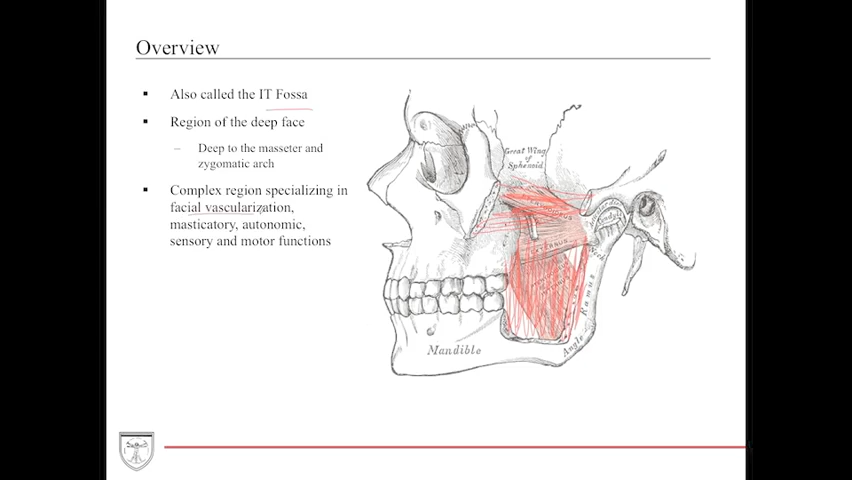 Overview
▪ Also called the IT Fossa
▪ Region of the deep face
– Deep to the masseter and
zygomatic arch
▪ Complex region specializing in
facial vascularization,
masticatory, autonomic,
sensory and motor functions
Great Wing
of
Sphenoid
Neck
Ramus
Angle
Mandible